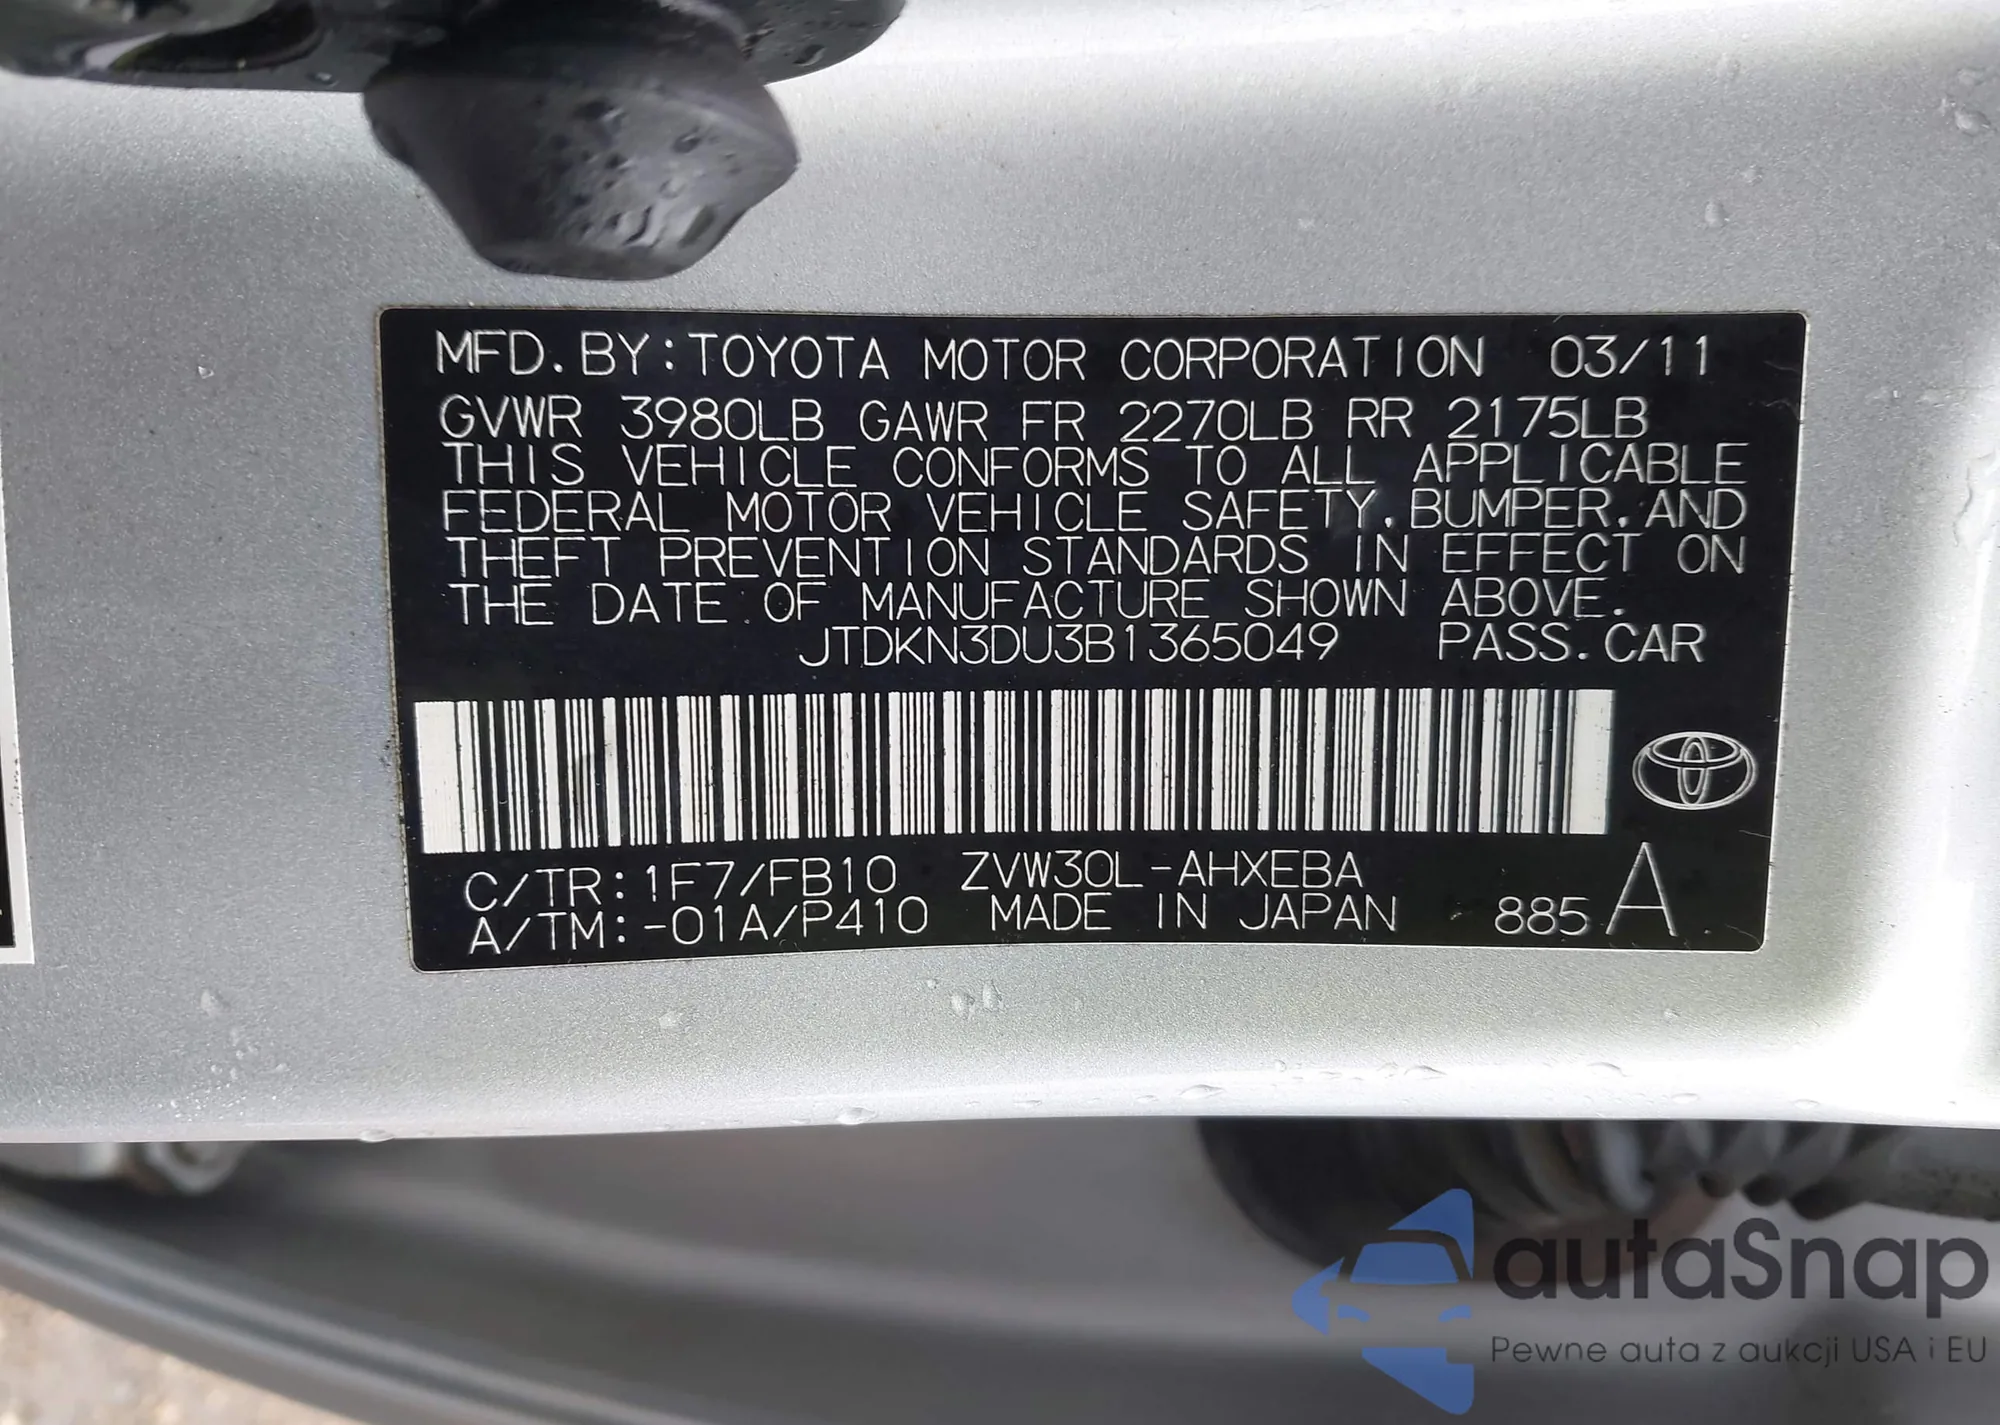 MFD. BY: TOYOTA MOTOR CORPORATION 03/11
GVWR 3980LB GAWR FR 2270LB RR 2175LB
THIS VEHICLE CONFORMS TO ALL APPLICABLE
FEDERAL MOTOR VEHICLE SAFETY, BUMPER, AND
THEFT PREVENTION STANDARDS IN EFFECT ON
THE DATE OF MANUFACTURE SHOWN ABOVE.
JTDKN3DU3B1365049 PASS. CAR
C/TR: 1F7/FB10 ZVW30L-AHXEBA
A/TM: -01A/P410 MADE IN JAPAN 885 A
autaSnap
Pewne auta z aukcji USA i EU